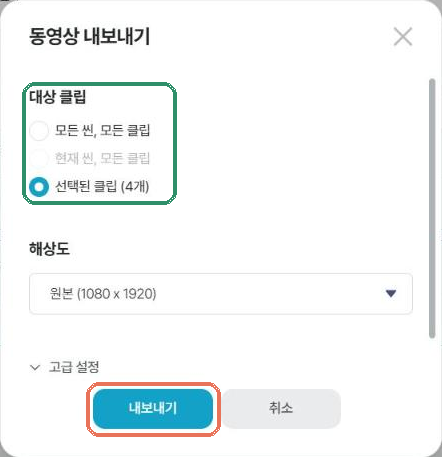 동영상 내보내기
대상 클립
모든 씬, 모든 클립
현재 씬, 모든 클립
선택된 클립 (4개)
해상도
원본 (1080 x 1920)
고급 설정
내보내기
취소